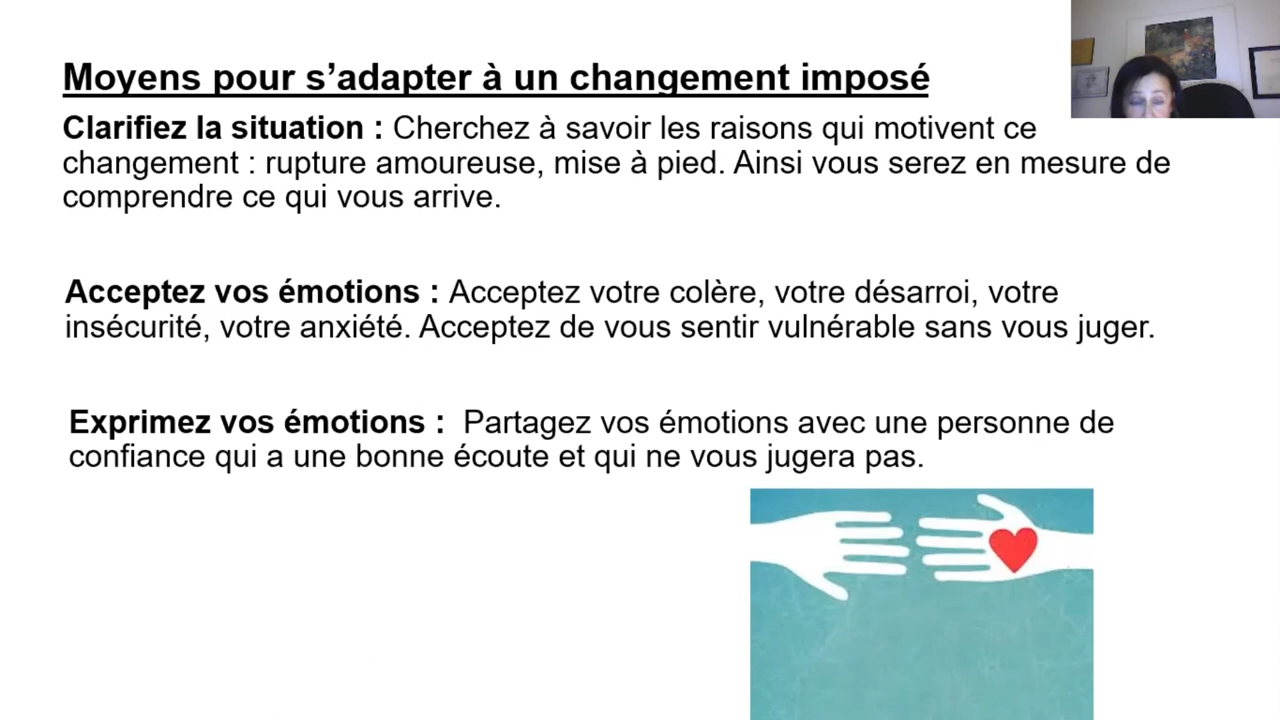 Moyens pour s’adapter à un changement imposé
Clarifiez la situation : Cherchez à savoir les raisons qui motivent ce
changement : rupture amoureuse, mise à pied. Ainsi vous serez en mesure de
comprendre ce qui vous arrive.
Acceptez vos émotions : Acceptez votre colère, votre désarroi, votre
insécurité, votre anxiété. Acceptez de vous sentir vulnérable sans vous juger.
Exprimez vos émotions :  Partagez vos émotions avec une personne de
confiance qui a une bonne écoute et qui ne vous jugera pas.